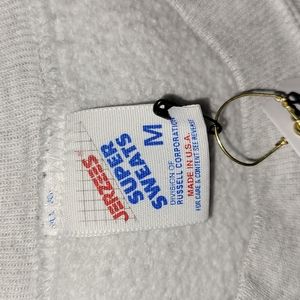 JERZEES
SUPER
SWEATS
M
DIVISION OF
RUSSELL CORPORATION
MADE IN U.S.A.
FOR CARE & CONTENT SEE REVERSE